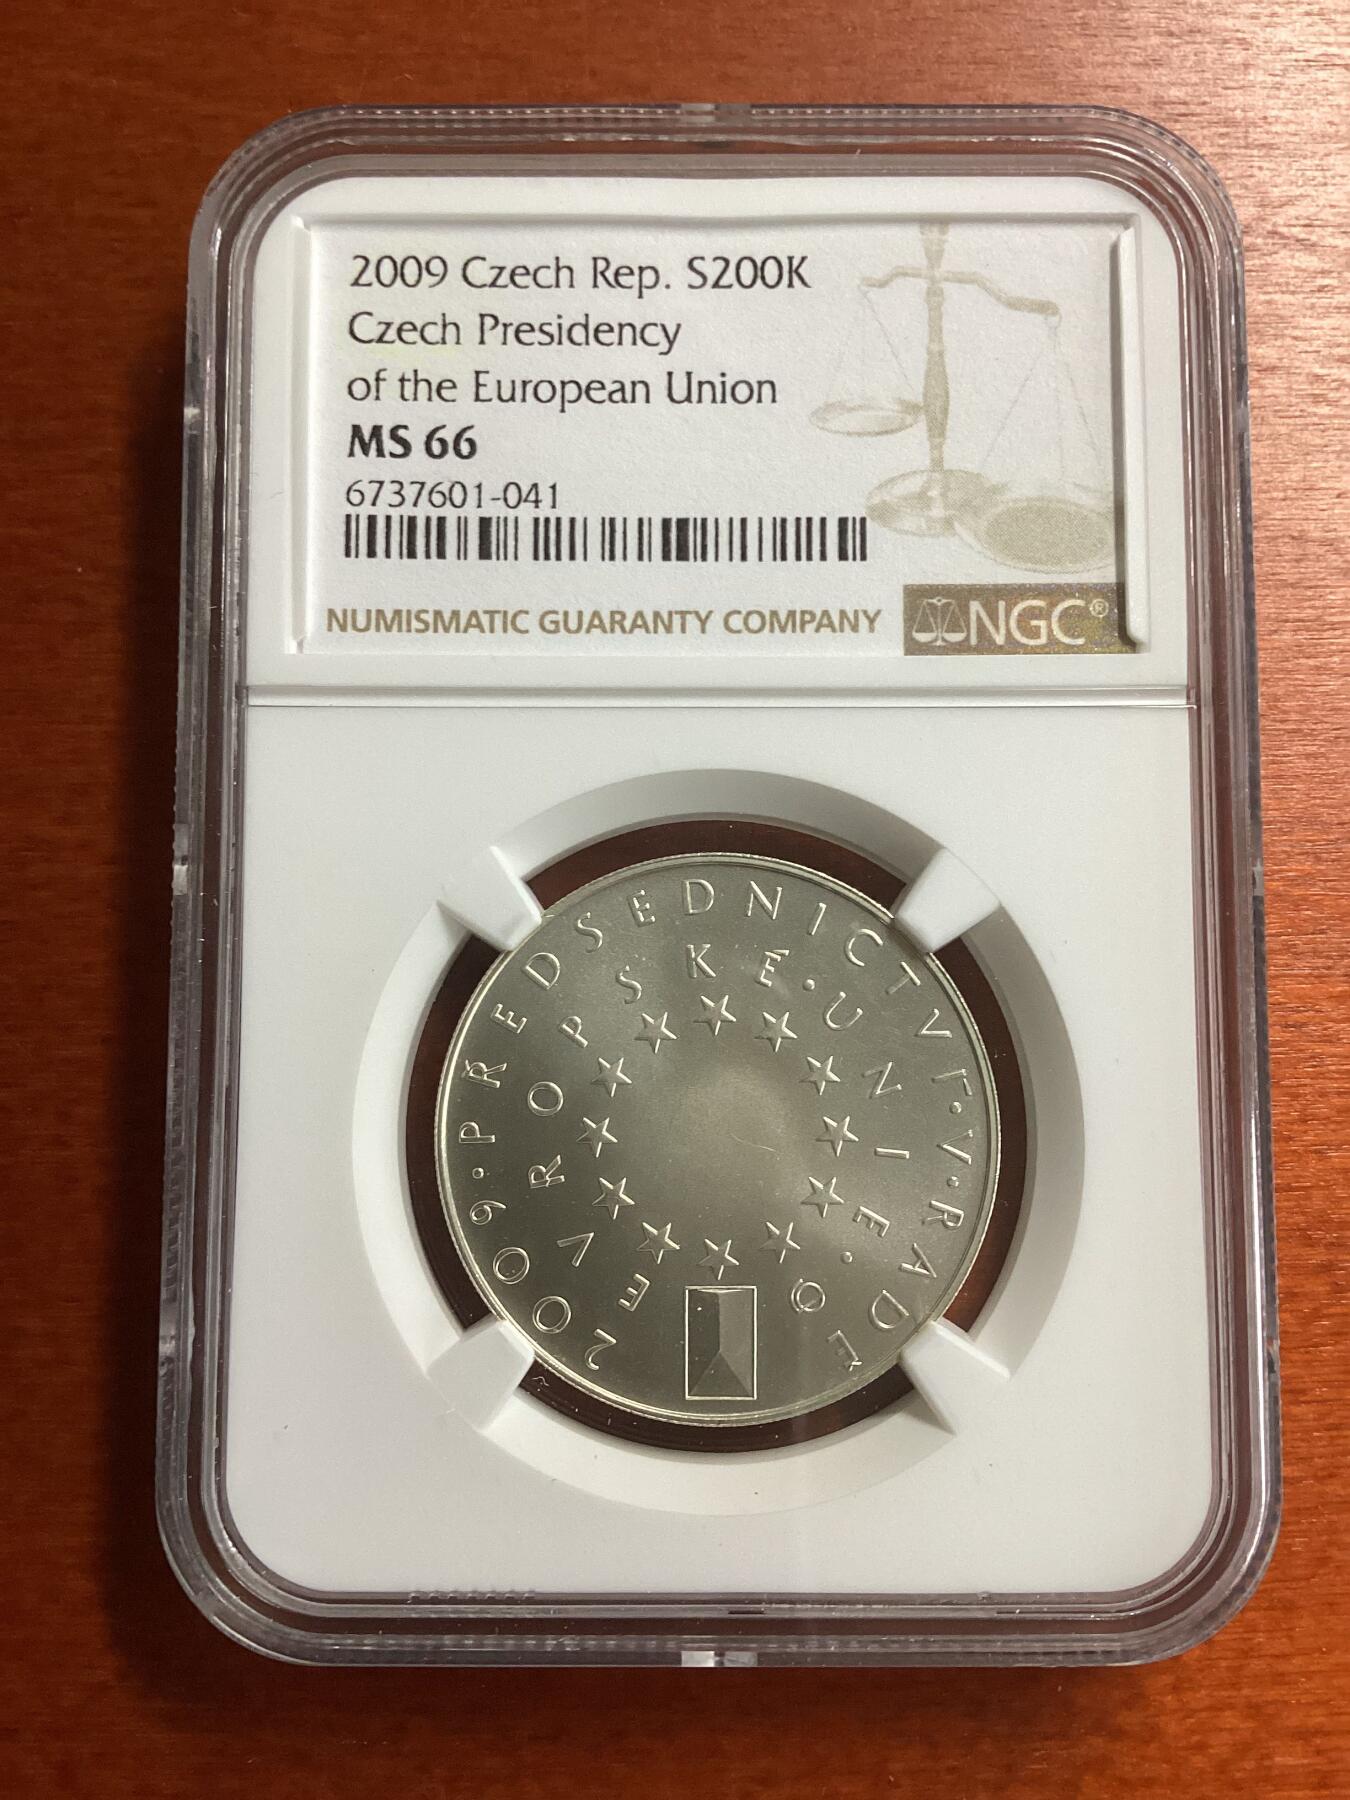 2009 Czech Rep. S200K
Czech Presidency
of the European Union
MS 66
6737601-041
NUMISMATIC GUARANTY COMPANY NGC®
2009·PŘEDSEDNICTVÍ·V·RADĚ
EVROPSKÉ·UNIE·